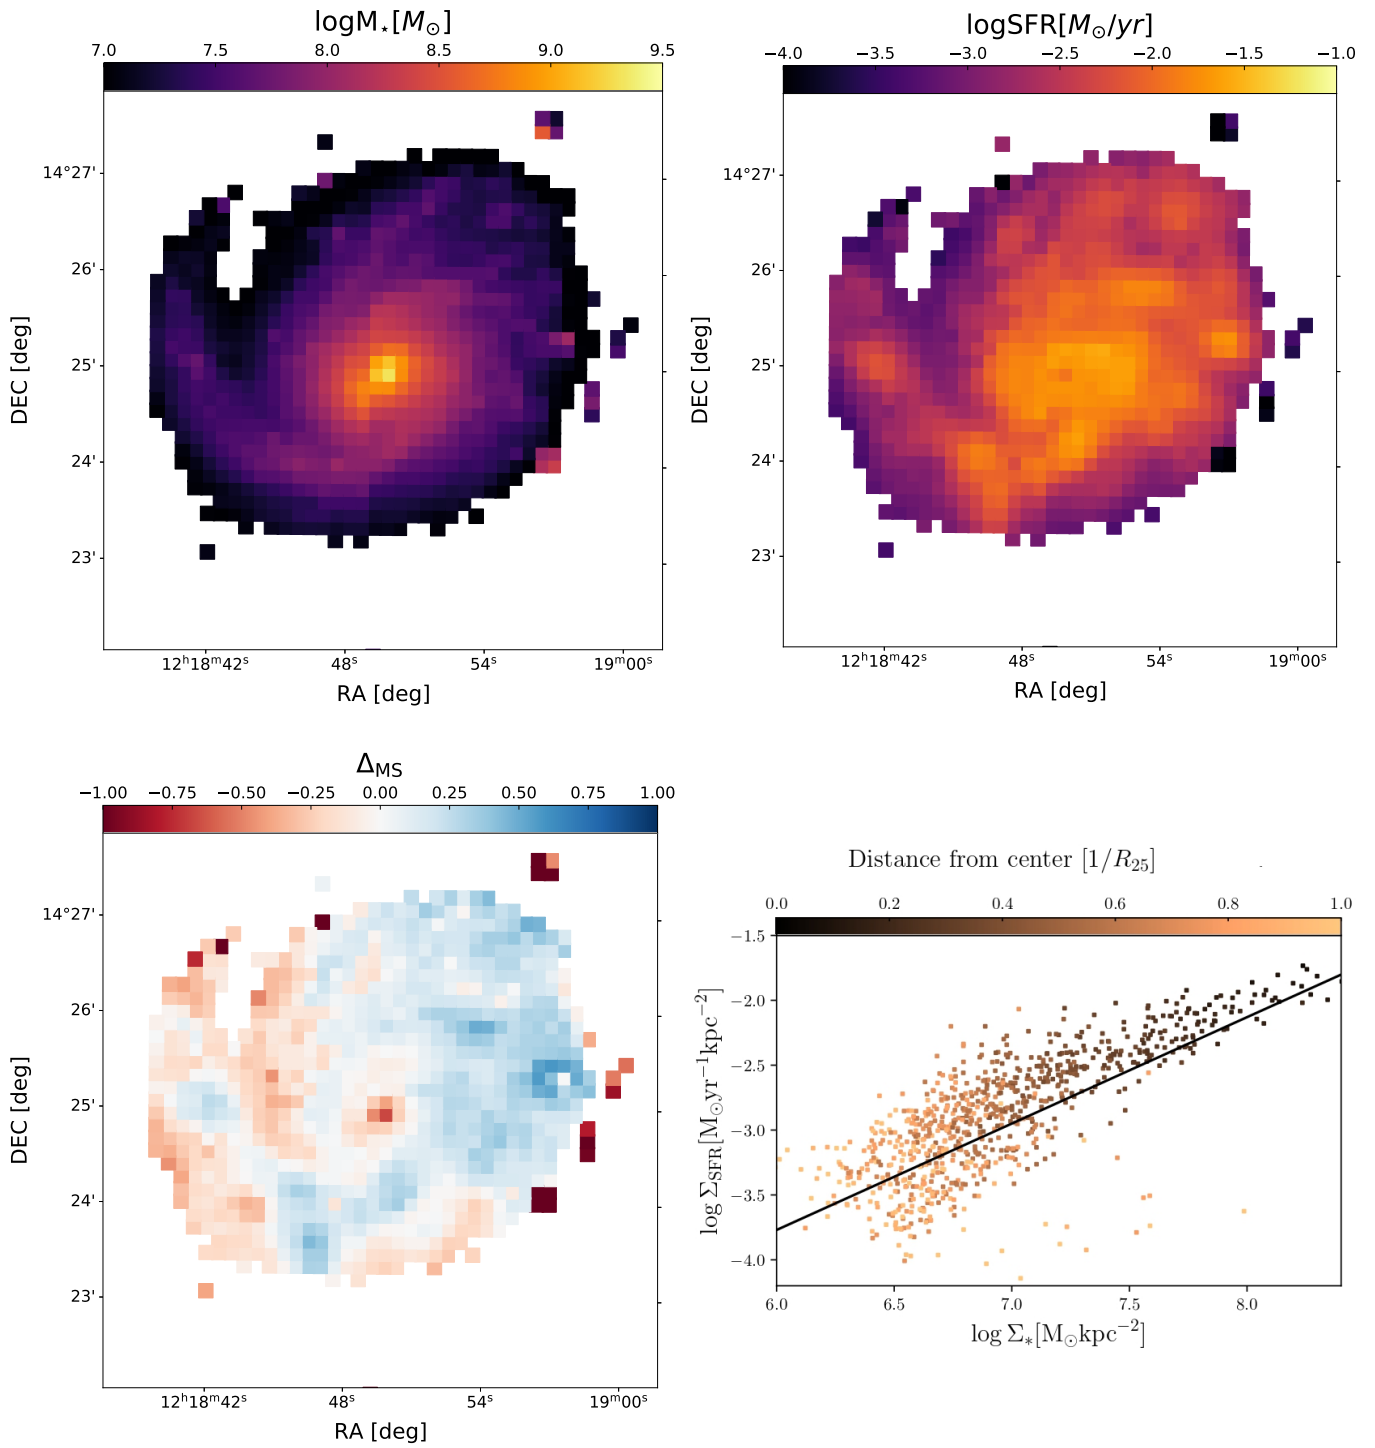 logM⋆[M⊙]
7.0 7.5 8.0 8.5 9.0 9.5
14°27'
26'
25'
24'
23'
DEC [deg]
12ʰ18ᵐ42ˢ 48ˢ 54ˢ 19ᵐ00ˢ
RA [deg]
logSFR[M⊙/yr]
−4.0 −3.5 −3.0 −2.5 −2.0 −1.5 −1.0
14°27'
26'
25'
24'
23'
DEC [deg]
12ʰ18ᵐ42ˢ 48ˢ 54ˢ 19ᵐ00ˢ
RA [deg]
Δ_MS
−1.00 −0.75 −0.50 −0.25 0.00 0.25 0.50 0.75 1.00
14°27'
26'
25'
24'
23'
DEC [deg]
12ʰ18ᵐ42ˢ 48ˢ 54ˢ 19ᵐ00ˢ
RA [deg]
Distance from center [1/R₂₅]
0.0 0.2 0.4 0.6 0.8 1.0
−1.5
−2.0
−2.5
−3.0
−3.5
−4.0
log Σ_SFR[M⊙yr⁻¹kpc⁻²]
6.0 6.5 7.0 7.5 8.0
log Σ∗[M⊙kpc⁻²]